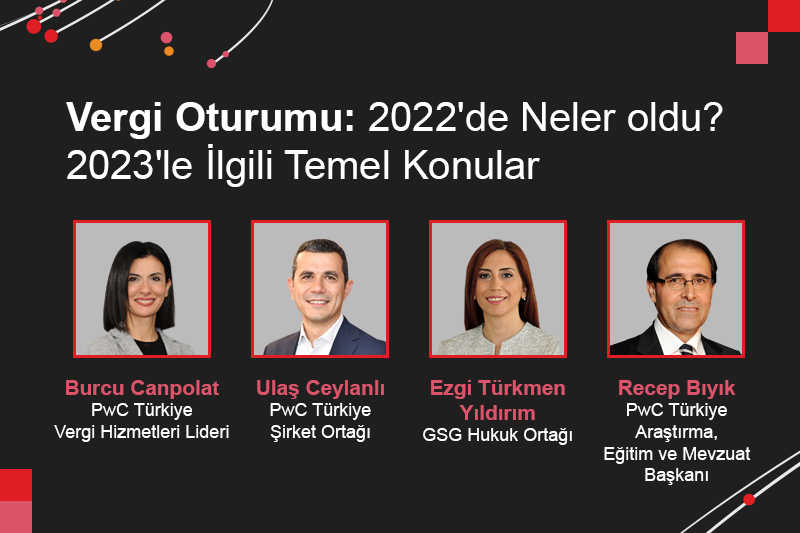 Vergi Oturumu: 2022'de Neler oldu?
2023'le İlgili Temel Konular
Burcu Canpolat
PwC Türkiye
Vergi Hizmetleri Lideri
Ulaş Ceylanlı
PwC Türkiye
Şirket Ortağı
Ezgi Türkmen
Yıldırım
GSG Hukuk Ortağı
Recep Bıyık
PwC Türkiye
Araştırma,
Eğitim ve Mevzuat
Başkanı